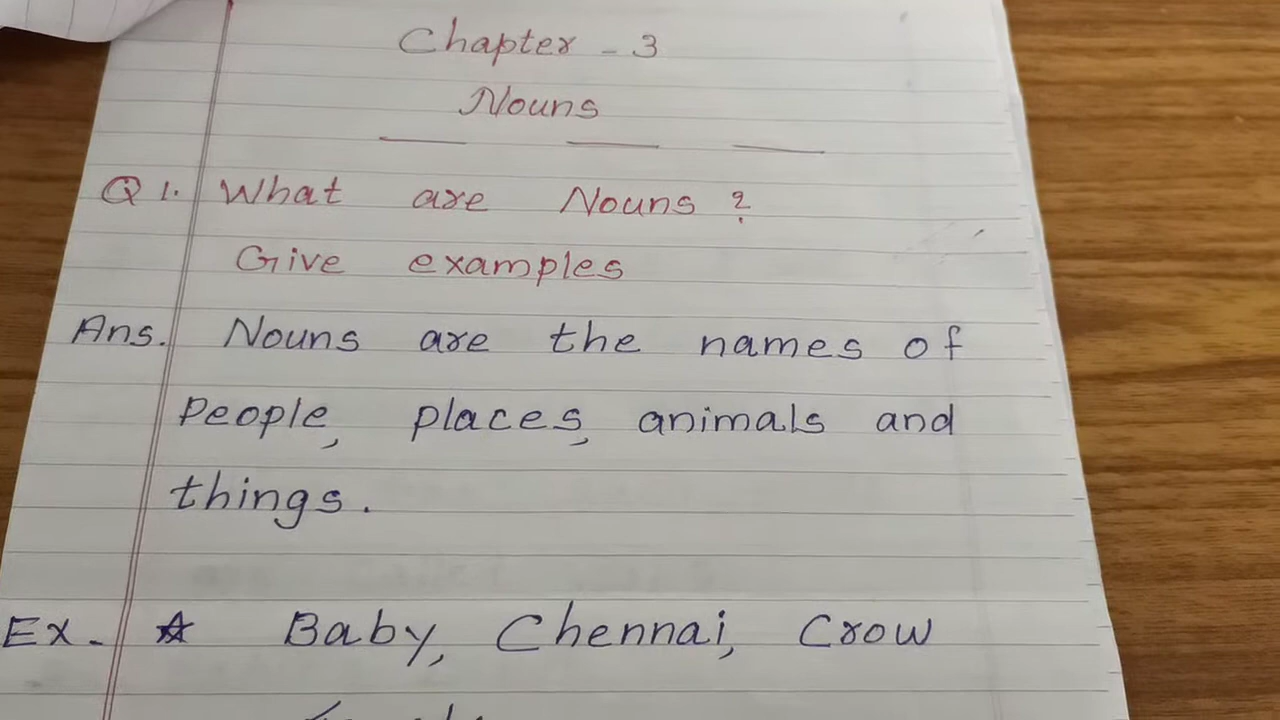 Chapter - 3
Nouns
Q 1. What are Nouns ?
Give examples
Ans. Nouns are the names of
People, places, animals and
things.
Ex. ☆ Baby, Chennai, Crow